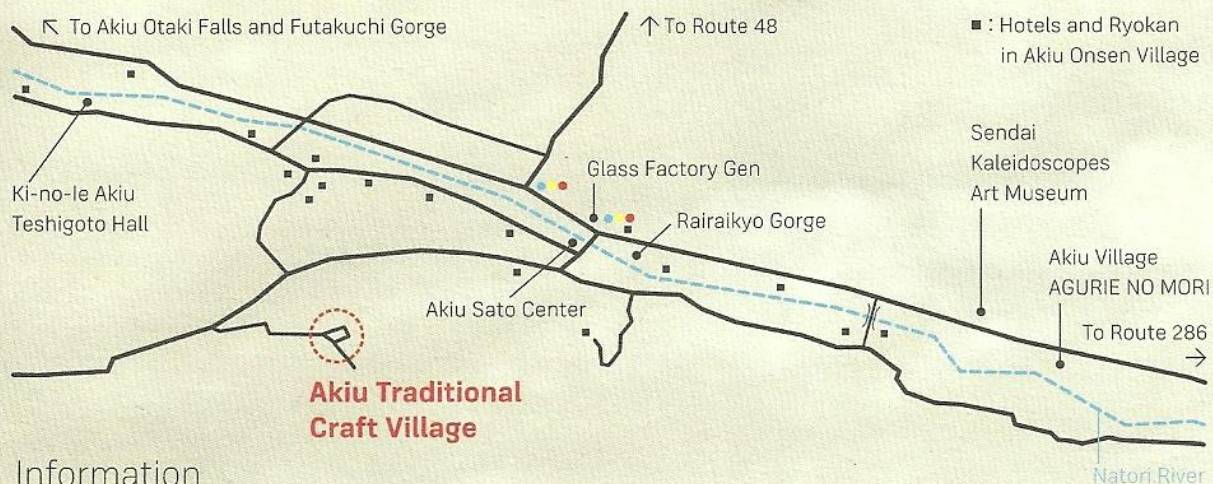 ↖ To Akiu Otaki Falls and Futakuchi Gorge
↑ To Route 48
■ : Hotels and Ryokan
in Akiu Onsen Village
Ki-no-Ie Akiu
Teshigoto Hall
Glass Factory Gen
Rairaikyo Gorge
Sendai
Kaleidoscopes
Art Museum
Akiu Village
AGURIE NO MORI
To Route 286
→
Akiu Sato Center
Akiu Traditional
Craft Village
Natori River
Information